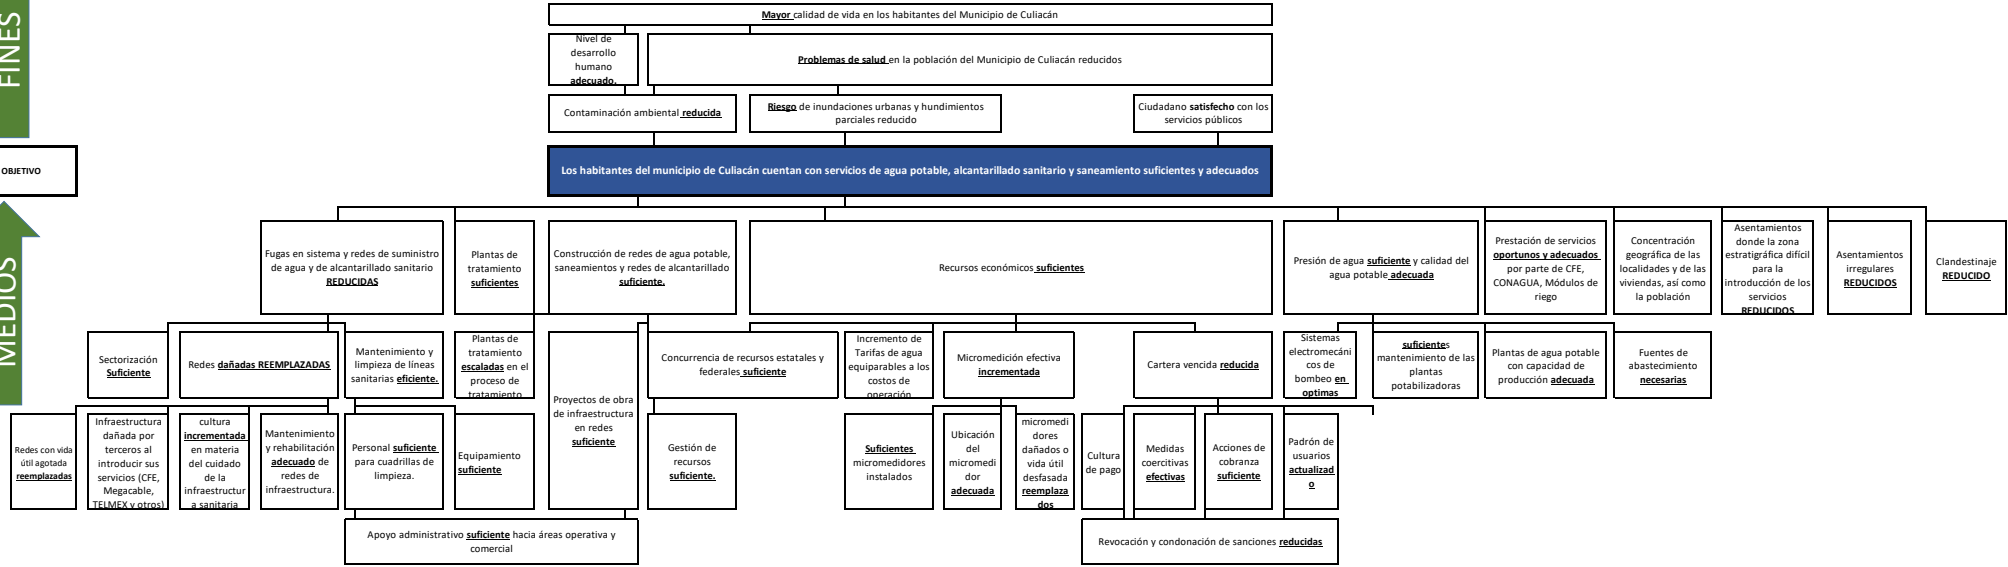 FINES
Mayor calidad de vida en los habitantes del Municipio de Culiacán
Nivel de
desarrollo
humano
adecuado.
Problemas de salud en la población del Municipio de Culiacán reducidos
Contaminación ambiental reducida
Riesgo de inundaciones urbanas y hundimientos
parciales reducido
Ciudadano satisfecho con los
servicios públicos
OBJETIVO
Los habitantes del municipio de Culiacán cuentan con servicios de agua potable, alcantarillado sanitario y saneamiento suficientes y adecuados
MEDIOS
Fugas en sistema y redes de suministro
de agua y de alcantarillado sanitario
REDUCIDAS
Plantas de
tratamiento
suficientes
Construcción de redes de agua potable,
saneamientos y redes de alcantarillado
suficiente.
Recursos económicos suficientes
Presión de agua suficiente y calidad del
agua potable adecuada
Prestación de servicios
oportunos y adecuados
por parte de CFE,
CONAGUA, Módulos de
riego
Concentración
geográfica de las
localidades y de las
viviendas, así como
la población
Asentamientos
donde la zona
estratigráfica difícil
para la
introducción de los
servicios
REDUCIDOS
Asentamientos
irregulares
REDUCIDOS
Clandestinaje
REDUCIDO
Sectorización
Suficiente
Redes dañadas REEMPLAZADAS
Mantenimiento y
limpieza de líneas
sanitarias eficiente.
Plantas de
tratamiento
escaladas en el
proceso de
tratamiento
Proyectos de obra
de infraestructura
en redes
suficiente
Concurrencia de recursos estatales y
federales suficiente
Incremento de
Tarifas de agua
equiparables a los
costos de
operación
Micromedición efectiva
incrementada
Cartera vencida reducida
Sistemas
electromecáni
cos de
bombeo en
optimas
suficientes
mantenimiento de las
plantas
potabilizadoras
Plantas de agua potable
con capacidad de
producción adecuada
Fuentes de
abastecimiento
necesarias
Redes con vida
útil agotada
reemplazadas
Infraestructura
dañada por
terceros al
introducir sus
servicios (CFE,
Megacable,
TELMEX y otros)
cultura
incrementada
en materia
del cuidado
de la
infraestructur
a sanitaria
Mantenimiento
y rehabilitación
adecuado de
redes de
infraestructura.
Personal suficiente
para cuadrillas de
limpieza.
Equipamiento
suficiente
Gestión de
recursos
suficiente.
Suficientes
micromedidores
instalados
Ubicación
del
micromedi
dor
adecuada
micromedi
dores
dañados o
vida útil
desfasada
reemplaza
dos
Cultura
de pago
Medidas
coercitivas
efectivas
Acciones de
cobranza
suficiente
Padrón de
usuarios
actualizad
o
Apoyo administrativo suficiente hacia áreas operativa y
comercial
Revocación y condonación de sanciones reducidas